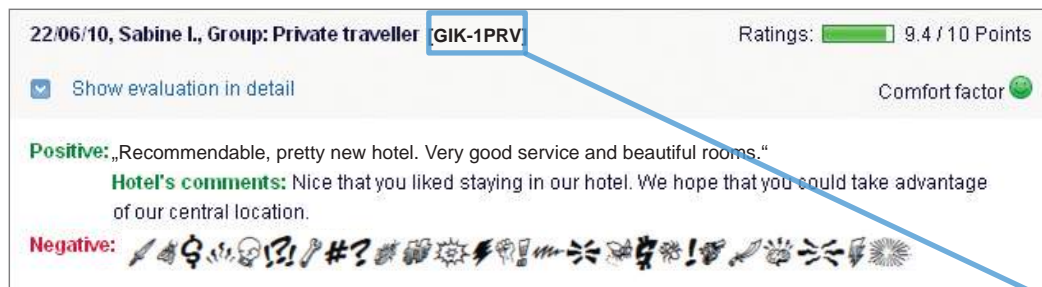 22/06/10, Sabine I., Group: Private traveller [GIK-1PRV] Ratings: 9.4 / 10 Points
Show evaluation in detail Comfort factor
Positive: „Recommendable, pretty new hotel. Very good service and beautiful rooms.“
Hotel's comments: Nice that you liked staying in our hotel. We hope that you could take advantage
of our central location.
Negative: